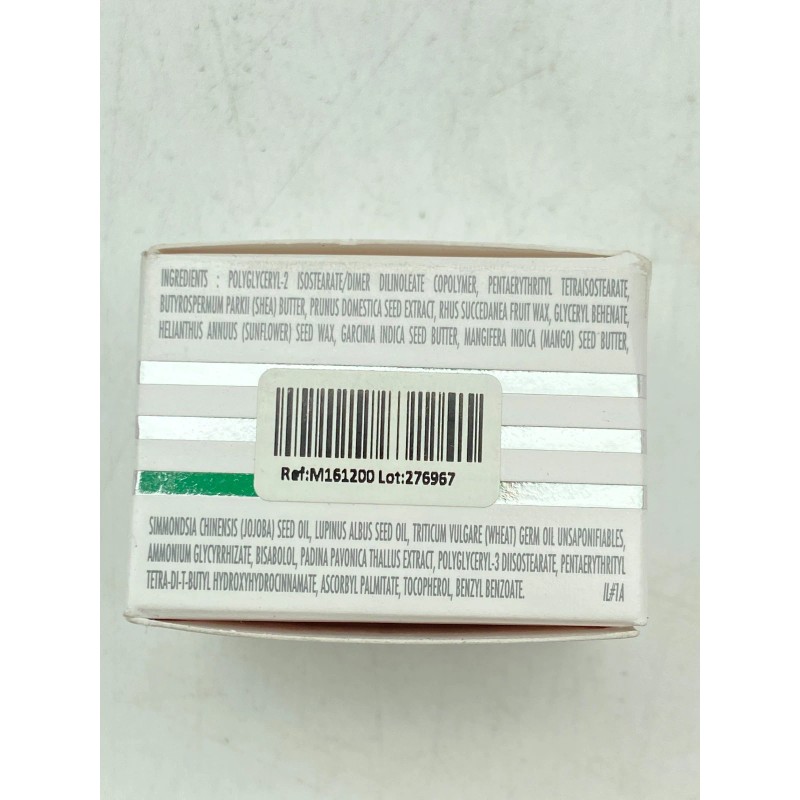 INGREDIENTS : POLYGLYCERYL-2 ISOSTEARATE/DIMER DILINOLEATE COPOLYMER, PENTAERYTHRITYL TETRAISOSTEARATE,
BUTYROSPERMUM PARKII (SHEA) BUTTER, PRUNUS DOMESTICA SEED EXTRACT, RHUS SUCCEDANEA FRUIT WAX, GLYCERYL BEHENATE,
HELIANTHUS ANNUUS (SUNFLOWER) SEED WAX, GARCINIA INDICA SEED BUTTER, MANGIFERA INDICA (MANGO) SEED BUTTER,
Ref:M161200 Lot:276967
SIMMONDSIA CHINENSIS (JOJOBA) SEED OIL, LUPINUS ALBUS SEED OIL, TRITICUM VULGARE (WHEAT) GERM OIL UNSAPONIFIABLES,
AMMONIUM GLYCYRRHIZATE, BISABOLOL, PADINA PAVONICA THALLUS EXTRACT, POLYGLYCERYL-3 DIISOSTEARATE, PENTAERYTHRITYL
TETRA-DI-T-BUTYL HYDROXYHYDROCINNAMATE, ASCORBYL PALMITATE, TOCOPHEROL, BENZYL BENZOATE.
IL#1A